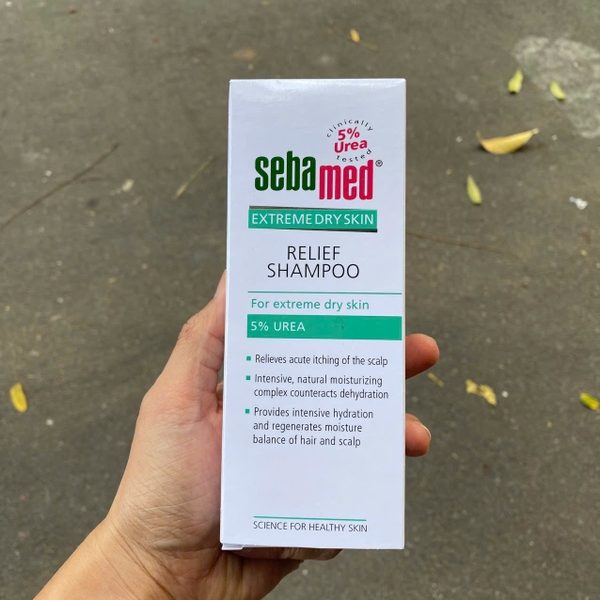 clinically
5%
Urea
tested
sebamed®
EXTREME DRY SKIN
RELIEF
SHAMPOO
For extreme dry skin
5% UREA
▪ Relieves acute itching of the scalp
▪ Intensive, natural moisturizing
complex counteracts dehydration
▪ Provides intensive hydration
and regenerates moisture
balance of hair and scalp
SCIENCE FOR HEALTHY SKIN